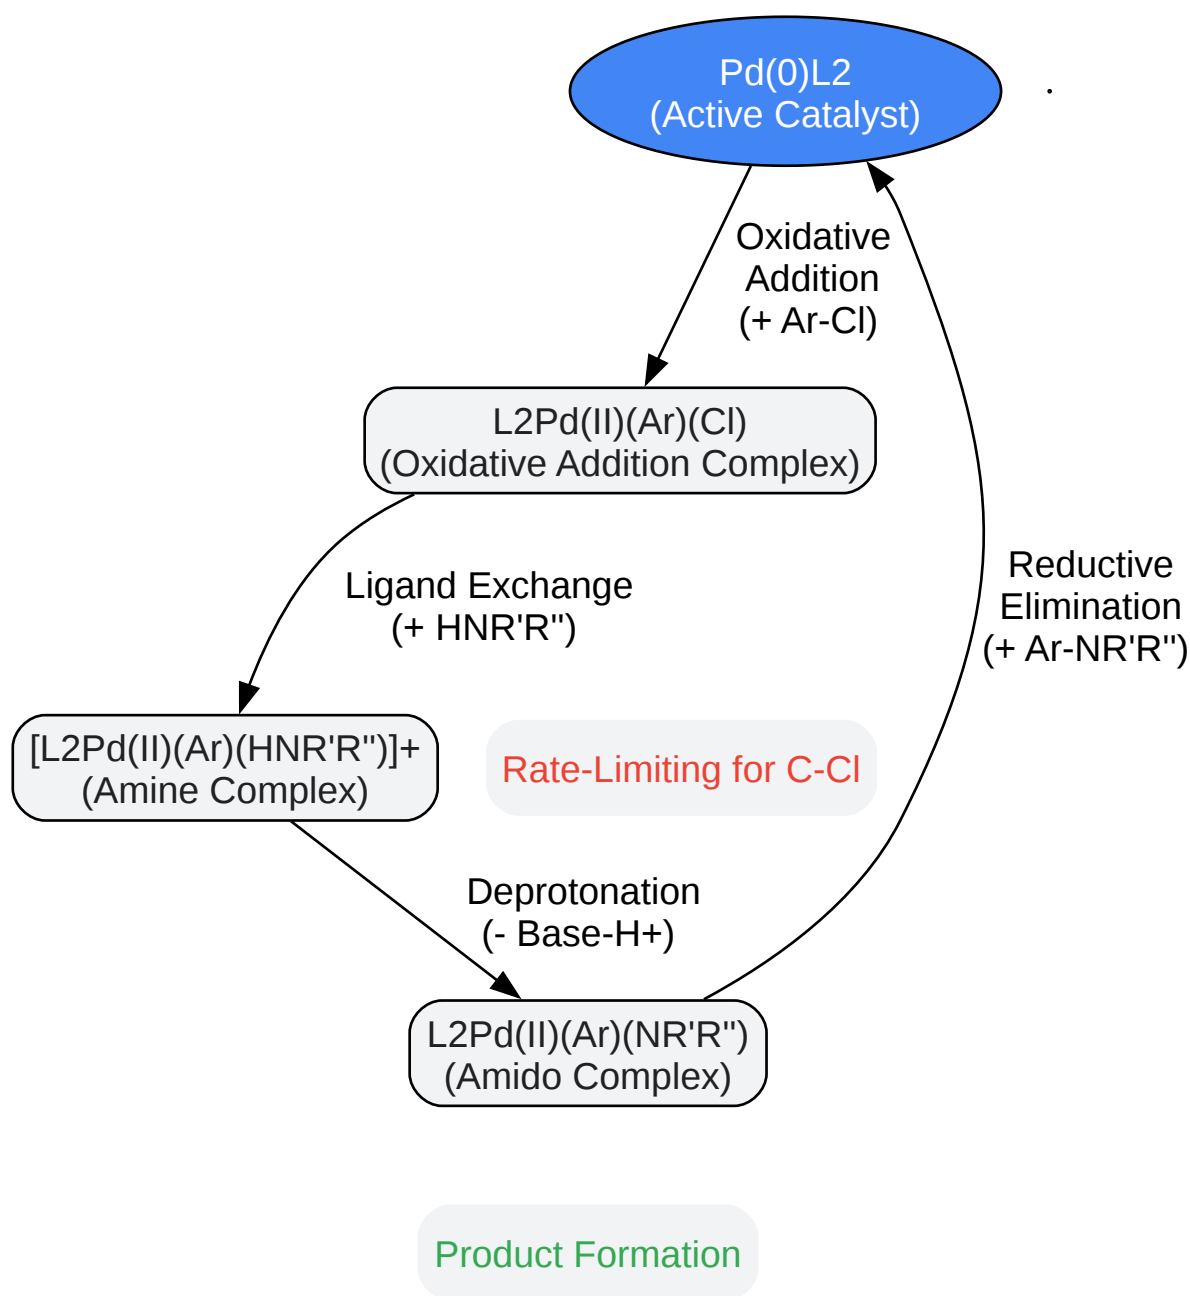 Pd(0)L2
(Active Catalyst)
.
Oxidative
Addition
(+ Ar-Cl)
L2Pd(II)(Ar)(Cl)
(Oxidative Addition Complex)
Ligand Exchange
(+ HNR'R'')
Reductive
Elimination
(+ Ar-NR'R'')
[L2Pd(II)(Ar)(HNR'R'')]+
(Amine Complex)
Rate-Limiting for C-Cl
Deprotonation
(- Base-H+)
L2Pd(II)(Ar)(NR'R'')
(Amido Complex)
Product Formation